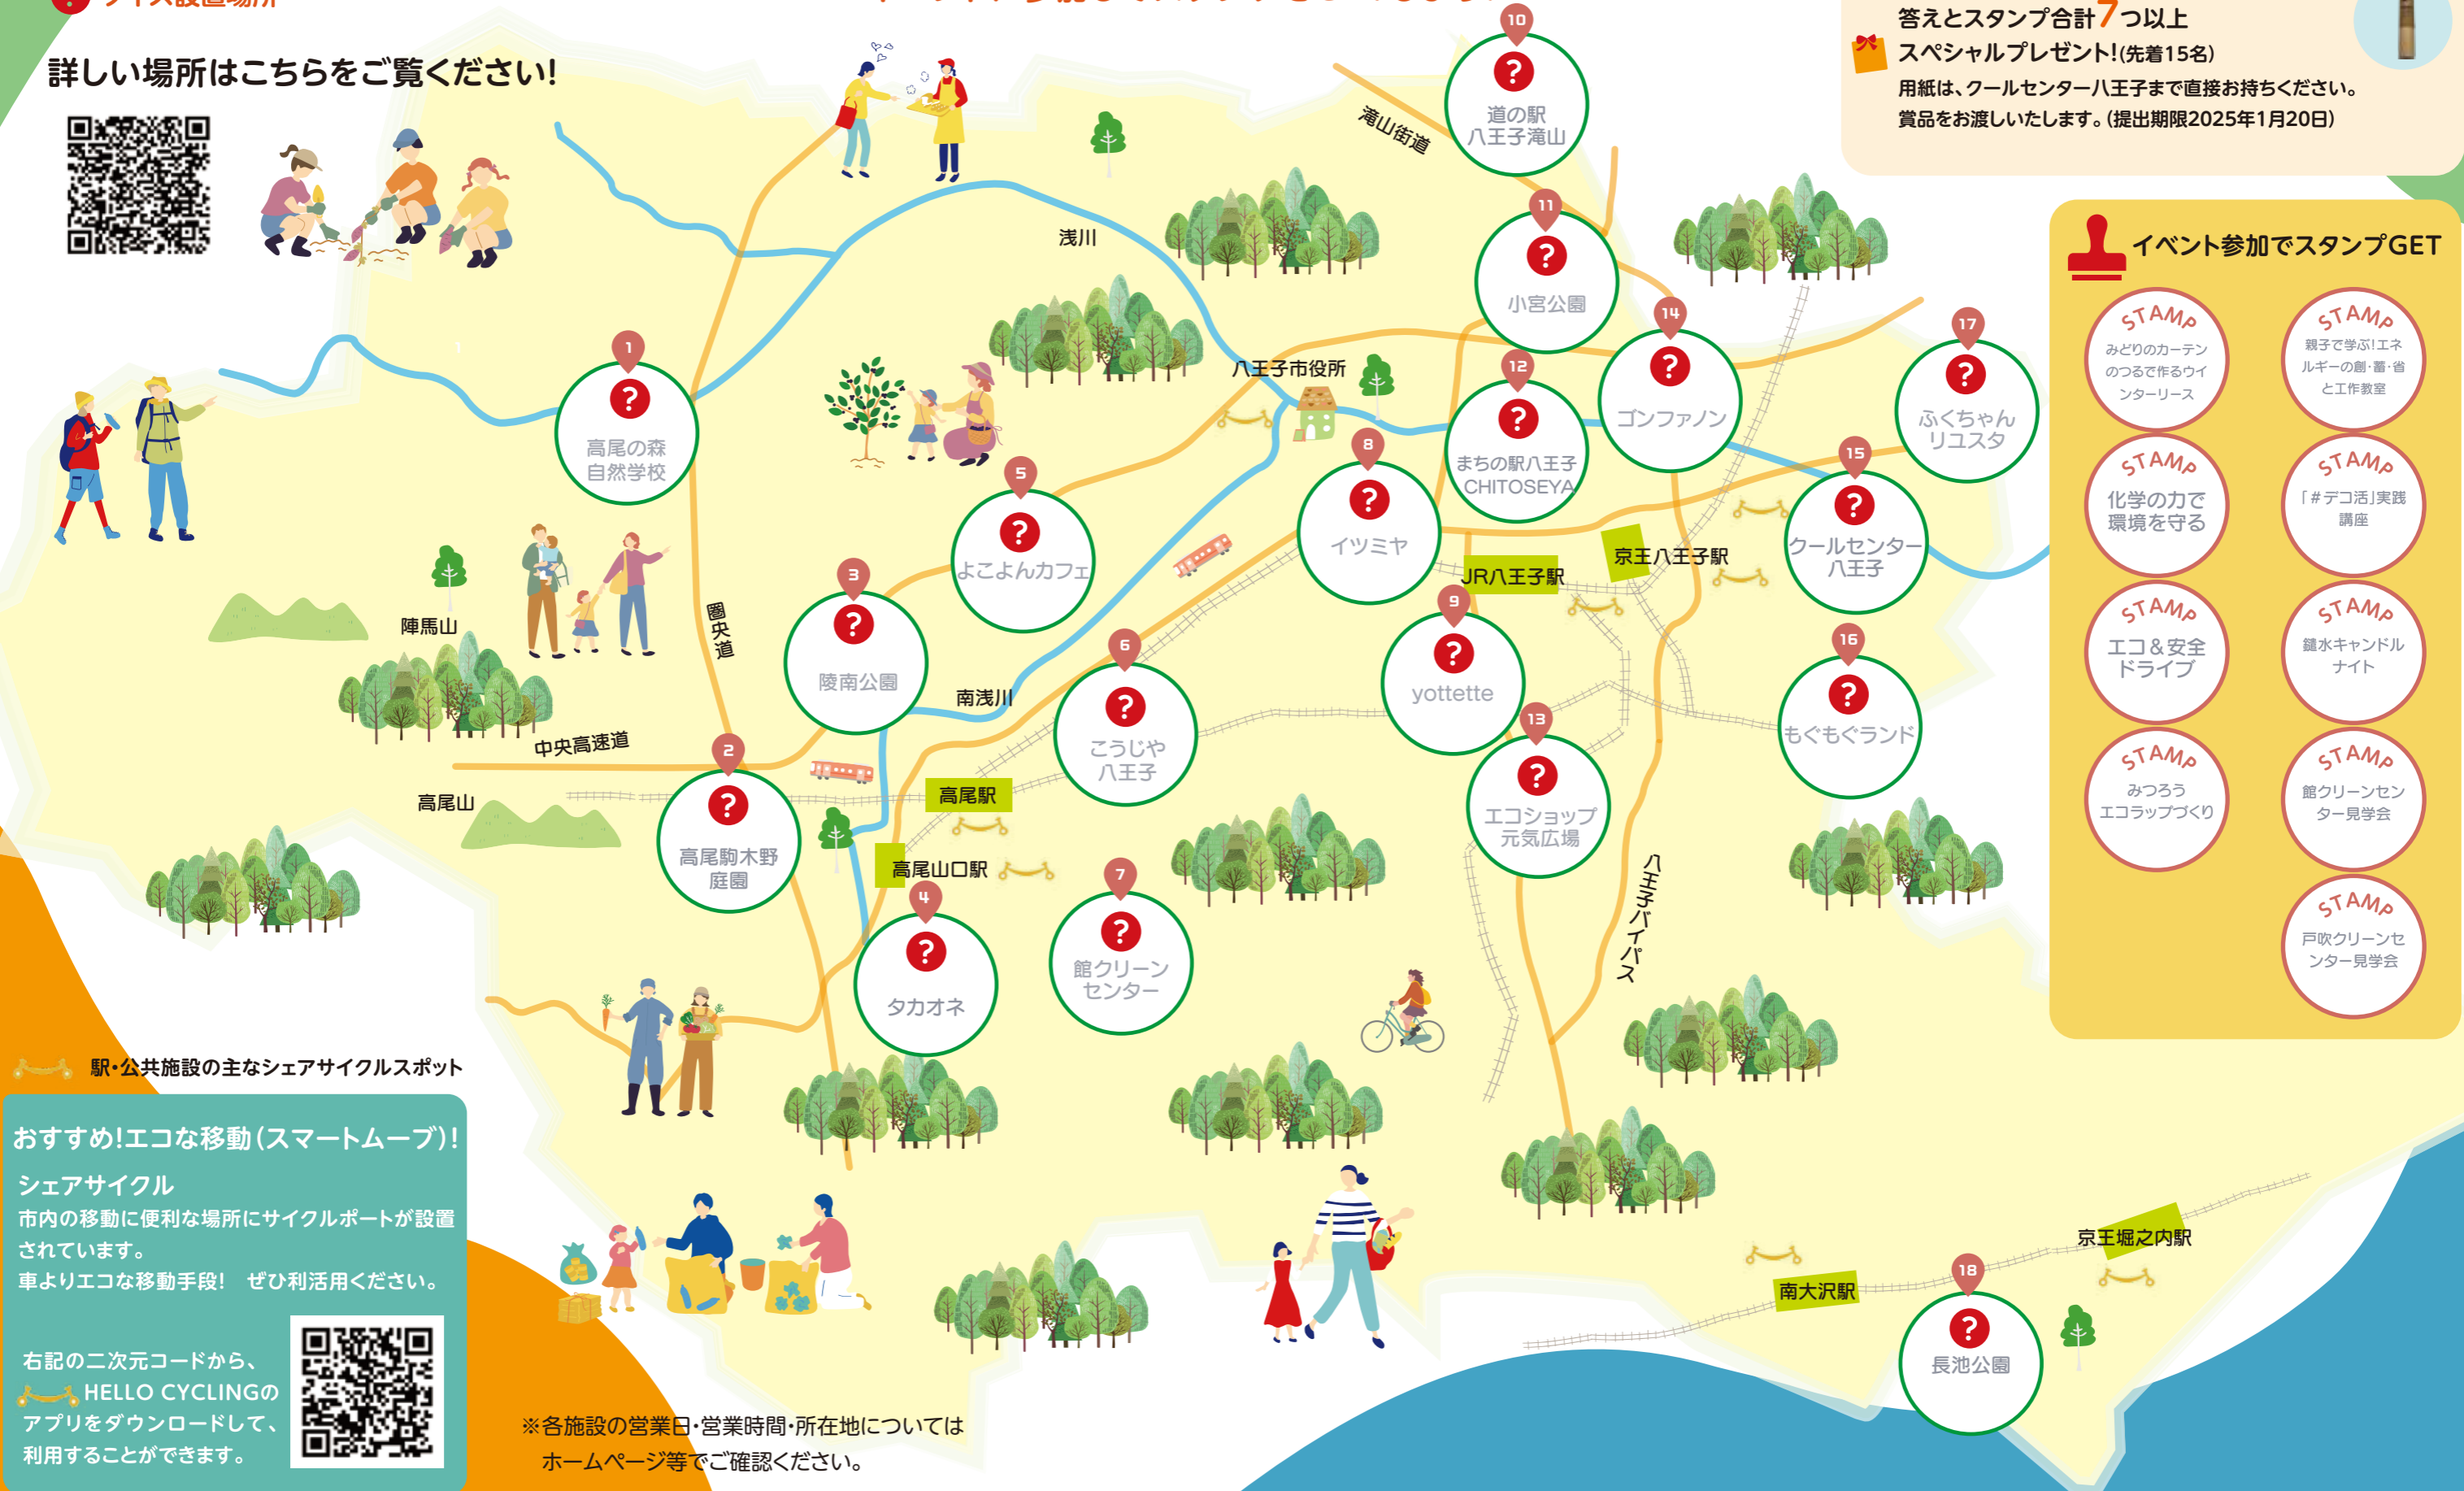 クイズ設置場所
詳しい場所はこちらをご覧ください!
答えとスタンプ合計7つ以上
スペシャルプレゼント!(先着15名)
用紙は、クールセンター八王子まで直接お持ちください。
賞品をお渡しいたします。(提出期限2025年1月20日)
10
?
道の駅
八王子滝山
滝山街道
11
?
小宮公園
浅川
1
?
高尾の森
自然学校
八王子市役所
12
?
まちの駅八王子
CHITOSEYA
14
?
ゴンファノン
17
?
ふくちゃん
リユスタ
5
?
よこよんカフェ
8
?
イツミヤ
15
?
クールセンター
八王子
JR八王子駅
京王八王子駅
3
?
陵南公園
陣馬山
圏央道
南浅川
6
?
こうじや
八王子
9
?
yottette
16
?
もぐもぐランド
13
?
エコショップ
元気広場
中央高速道
2
?
高尾駒木野
庭園
高尾山
高尾駅
高尾山口駅
4
?
タカオネ
7
?
館クリーン
センター
八王子バイパス
京王堀之内駅
南大沢駅
18
?
長池公園
イベント参加でスタンプGET
STAMP
みどりのカーテン
のつるで作るウイ
ンターリース
STAMP
親子で学ぶ!エネ
ルギーの創・蓄・省
と工作教室
STAMP
化学の力で
環境を守る
STAMP
「#デコ活」実践
講座
STAMP
エコ&安全
ドライブ
STAMP
鑓水キャンドル
ナイト
STAMP
みつろう
エコラップづくり
STAMP
館クリーンセン
ター見学会
STAMP
戸吹クリーンセ
ンター見学会
駅・公共施設の主なシェアサイクルスポット
おすすめ!エコな移動(スマートムーブ)!
シェアサイクル
市内の移動に便利な場所にサイクルポートが設置
されています。
車よりエコな移動手段! ぜひ利活用ください。
右記の二次元コードから、
HELLO CYCLINGの
アプリをダウンロードして、
利用することができます。
※各施設の営業日・営業時間・所在地については
ホームページ等でご確認ください。